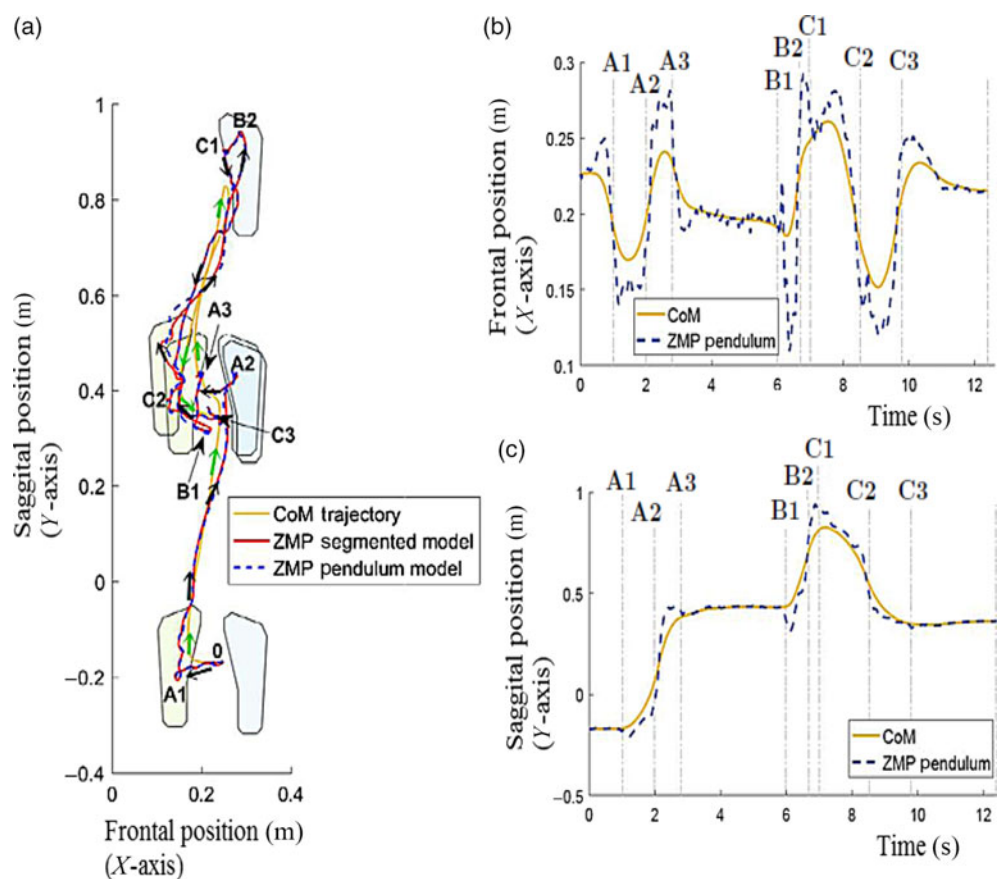 (a)
Saggital position (m)
(Y-axis)
1
0.8
0.6
0.4
0.2
0
−0.2
−0.4
B2
C1
A3
A2
C2
C3
B1
CoM trajectory
ZMP segmented model
ZMP pendulum model
0
A1
0
0.2
0.4
Frontal position (m)
(X-axis)
(b)
C1
B2
A1
A3
A2
B1
C2
C3
Frontal position (m)
(X-axis)
0.3
0.25
0.2
0.15
0.1
CoM
ZMP pendulum
0
2
4
6
8
10
12
Time (s)
(c)
C1
B2
A1
A3
A2
B1
C2
C3
Saggital position (m)
(Y-axis)
1
0.5
0
−0.5
CoM
ZMP pendulum
0
2
4
6
8
10
12
Time (s)